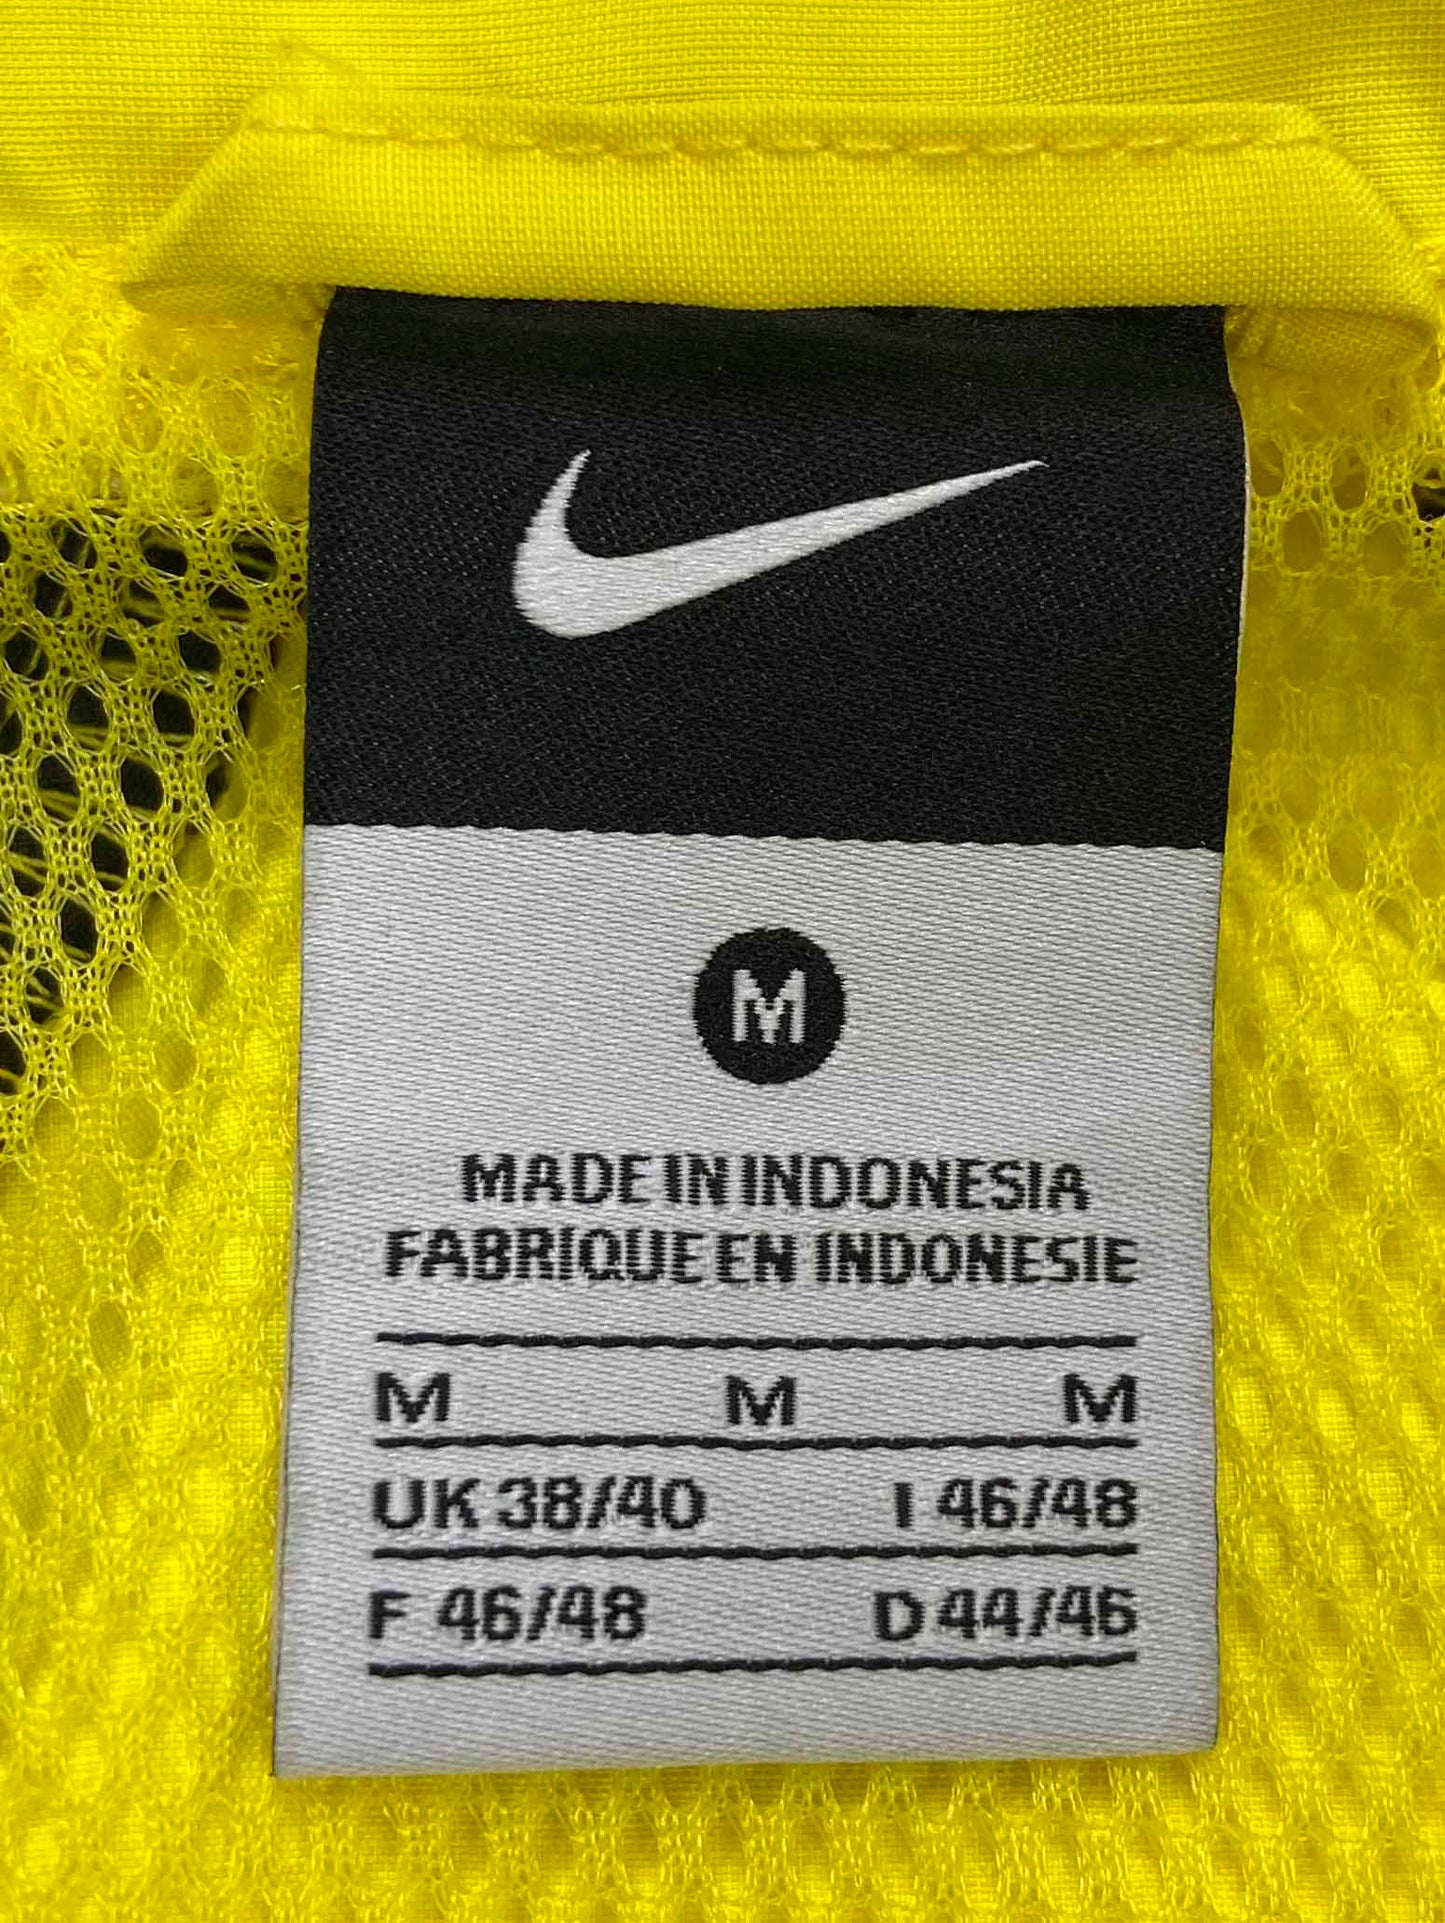 M
MADE IN INDONESIA
FABRIQUE EN INDONESIE
M M M
UK 38/40 I 46/48
F 46/48 D 44/46